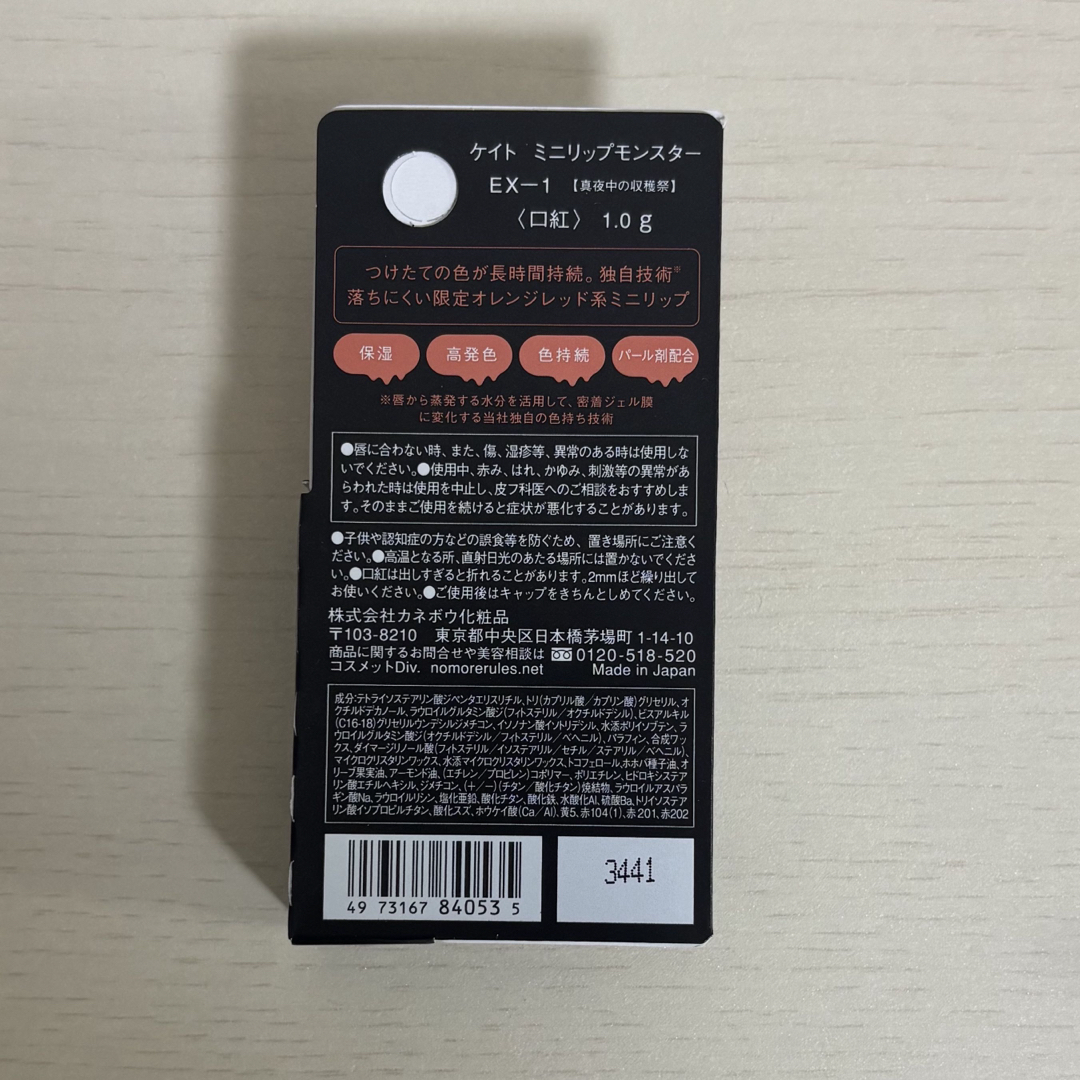 ケイト ミニリップモンスター
EX－1 【真夜中の収穫祭】
〈口紅〉 1.0 g
つけたての色が長時間持続。独自技術※
落ちにくい限定オレンジレッド系ミニリップ
保湿 高発色 色持続 パール剤配合
※唇から蒸発する水分を活用して、密着ジェル膜
に変化する当社独自の色持ち技術
●唇に合わない時、また、傷、湿疹等、異常のある時は使用しな
いでください。●使用中、赤み、はれ、かゆみ、刺激等の異常があ
らわれた時は使用を中止し、皮フ科医へのご相談をおすすめしま
す。そのままご使用を続けると症状が悪化することがあります。
●子供や認知症の方などの誤食等を防ぐため、置き場所にご注意く
ださい。●高温となる所、直射日光のあたる場所には置かないでくださ
い。●口紅は出しすぎると折れることがあります。2mmほど繰り出して
お使いください。●ご使用後はキャップをきちんとしめてください。
株式会社カネボウ化粧品
〒103-8210 東京都中央区日本橋茅場町 1-14-10
商品に関するお問合せや美容相談は 0120-518-520
コスメットDiv. nomorerules.net Made in Japan
成分:テトライソステアリン酸ジペンタエリスリチル、トリ(カプリル酸／カプリン酸)グリセリル、オ
クチルドデカノール、ラウロイルグルタミン酸ジ(フィトステリル／オクチルドデシル)、ビスアルキル
(C16-18)グリセリルウンデシルジメチコン、イソノナン酸イソトリデシル、水添ポリイソブテン、ラ
ウロイルグルタミン酸ジ(オクチルドデシル／フィトステリル／ベヘニル)、パラフィン、合成ワッ
クス、ダイマージリノール酸(フィトステリル／イソステアリル／セチル／ステアリル／ベヘニル)、
マイクロクリスタリンワックス、水添マイクロクリスタリンワックス、トコフェロール、ホホバ種子油、オ
リーブ果実油、アーモンド油、(エチレン／プロピレン)コポリマー、ポリエチレン、ヒドロキシステア
リン酸エチルヘキシル、ジメチコン、(＋/－)(チタン／酸化チタン)焼結物、ラウロイルアスパラ
ギン酸Na、ラウロイルリシン、塩化亜鉛、酸化チタン、酸化鉄、水酸化Al、硫酸Ba、トリイソステア
リン酸イソプロピルチタン、酸化スズ、ホウケイ酸(Ca／Al)、黄5、赤104(1)、赤201、赤202
4973167840535
3441